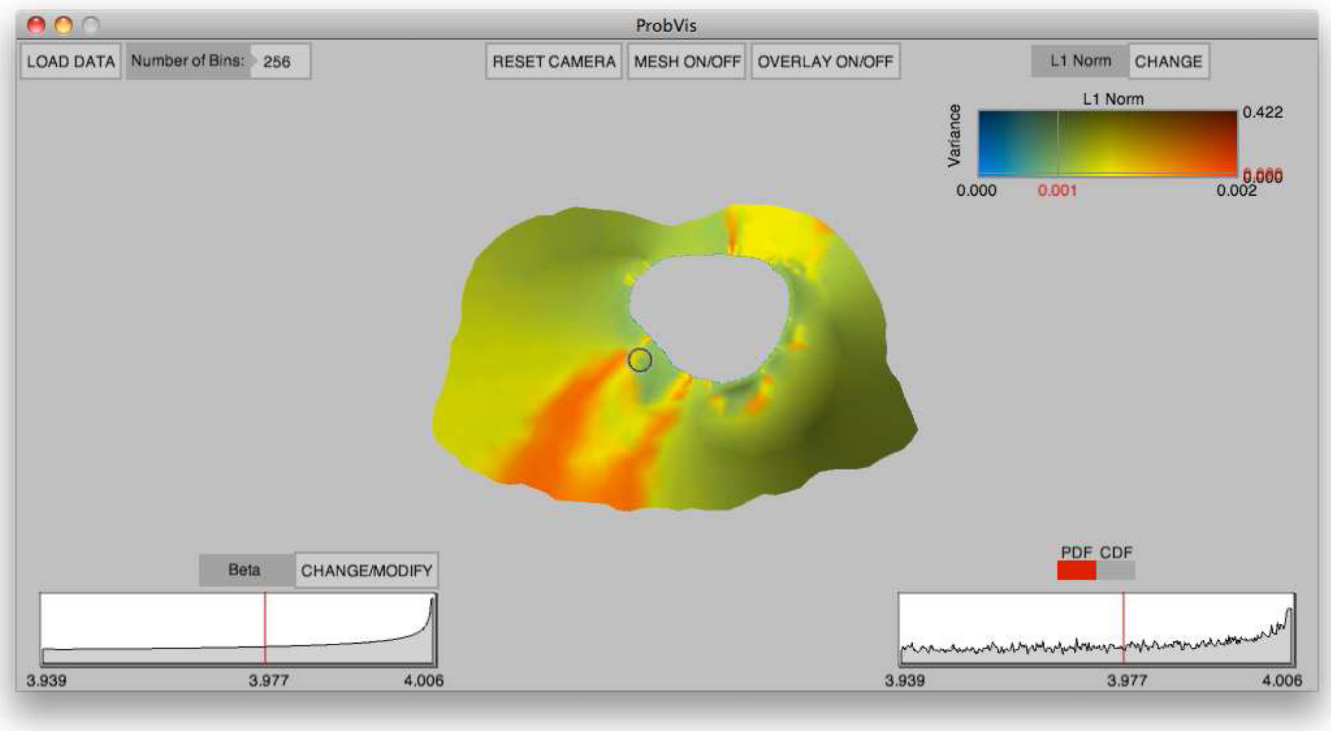 ProbVis
LOAD DATA Number of Bins: 256 RESET CAMERA MESH ON/OFF OVERLAY ON/OFF L1 Norm CHANGE
L1 Norm
Variance
0.422
0.000
0.000 0.001 0.002
PDF CDF
Beta CHANGE/MODIFY
3.939 3.977 4.006 3.939 3.977 4.006